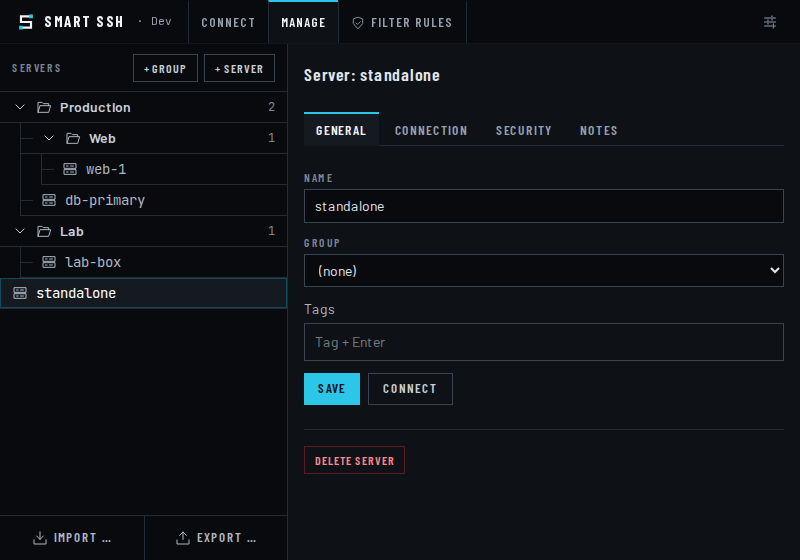 SMART SSH · Dev CONNECT MANAGE FILTER RULES
SERVERS + GROUP + SERVER
Production 2
Web 1
web-1
db-primary
Lab 1
lab-box
standalone
IMPORT … EXPORT …
Server: standalone
GENERAL CONNECTION SECURITY NOTES
NAME
standalone
GROUP
(none)
Tags
Tag + Enter
SAVE CONNECT
DELETE SERVER